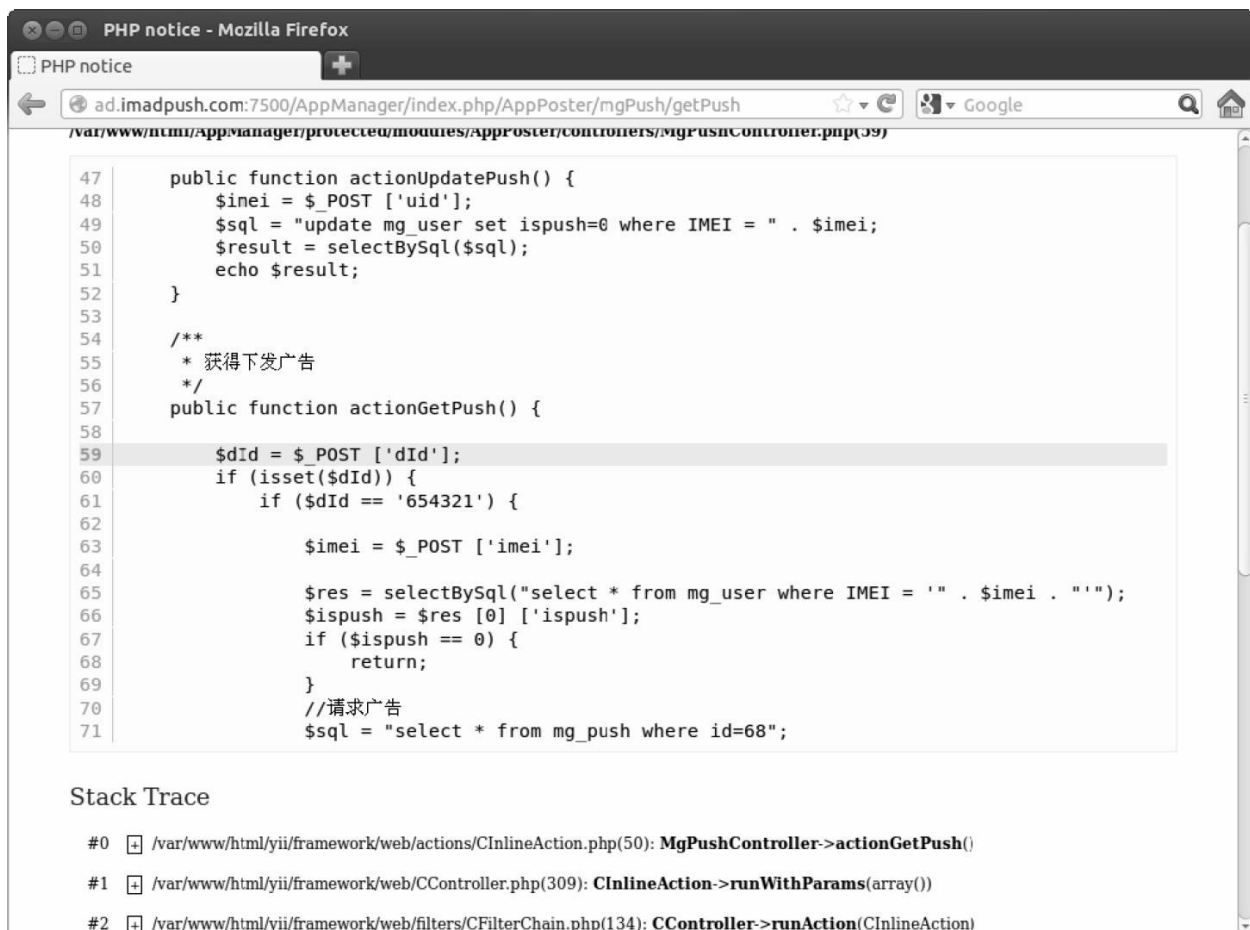 PHP notice - Mozilla Firefox
PHP notice
ad.imadpush.com:7500/AppManager/index.php/AppPoster/mgPush/getPush
Google
/var/www/html/AppManager/protected/modules/AppPoster/controllers/MgPushController.php(59)
47 public function actionUpdatePush() {
48 $imei = $_POST ['uid'];
49 $sql = "update mg_user set ispush=0 where IMEI = " . $imei;
50 $result = selectBySql($sql);
51 echo $result;
52 }
53
54 /**
55 * 获得下发广告
56 */
57 public function actionGetPush() {
58
59 $dId = $_POST ['dId'];
60 if (isset($dId)) {
61 if ($dId == '654321') {
62
63 $imei = $_POST ['imei'];
64
65 $res = selectBySql("select * from mg_user where IMEI = '" . $imei . "'");
66 $ispush = $res [0] ['ispush'];
67 if ($ispush == 0) {
68 return;
69 }
70 //请求广告
71 $sql = "select * from mg_push where id=68";
Stack Trace
#0 + /var/www/html/yii/framework/web/actions/CInlineAction.php(50): MgPushController->actionGetPush()
#1 + /var/www/html/yii/framework/web/CController.php(309): CInlineAction->runWithParams(array())
#2 + /var/www/html/yii/framework/web/filters/CFilterChain.php(134): CController->runAction(CInlineAction)